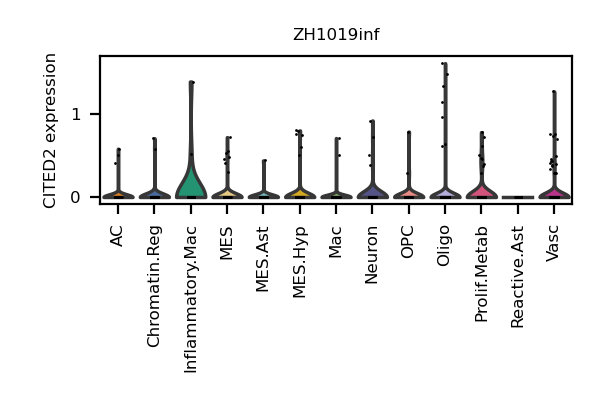 ZH1019inf
CITED2 expression
1
0
AC
Chromatin.Reg
Inflammatory.Mac
MES
MES.Ast
MES.Hyp
Mac
Neuron
OPC
Oligo
Prolif.Metab
Reactive.Ast
Vasc